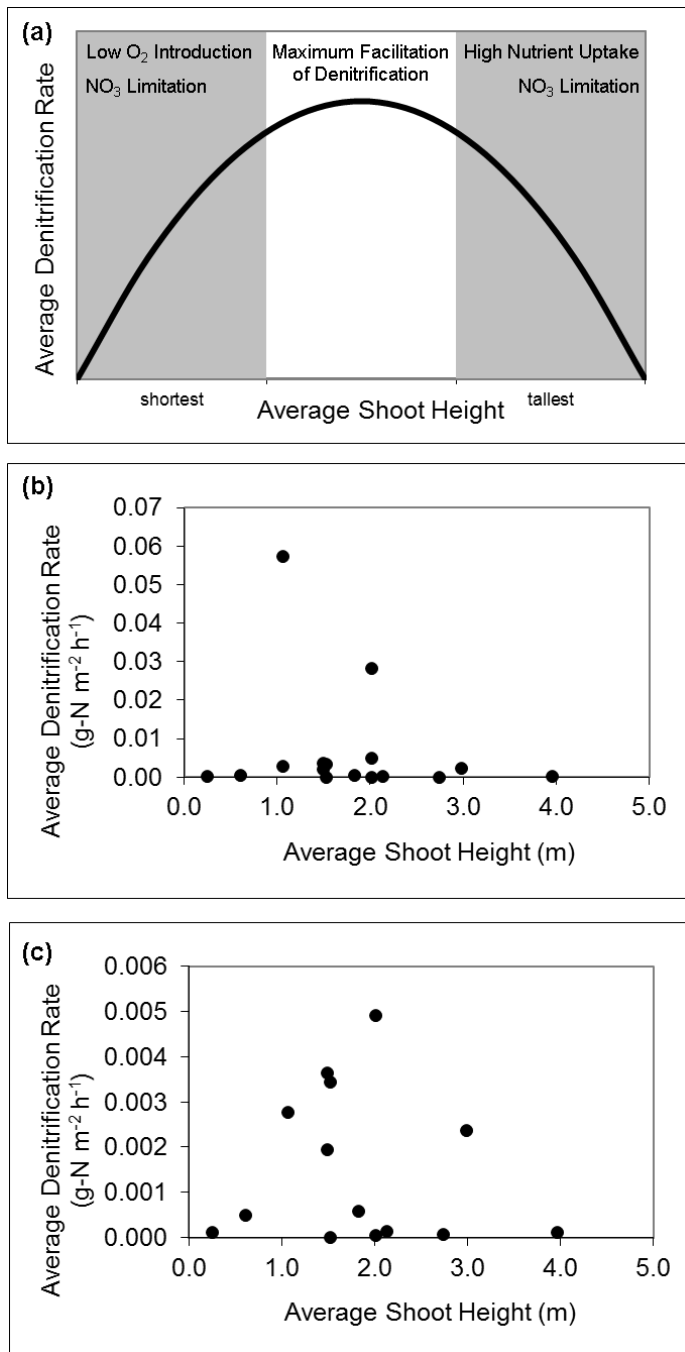 (a)
Low O₂ Introduction
NO₃ Limitation
Maximum Facilitation
of Denitrification
High Nutrient Uptake
NO₃ Limitation
Average Denitrification Rate
shortest
Average Shoot Height
tallest
(b)
Average Denitrification Rate
(g-N m⁻² h⁻¹)
0.07
0.06
0.05
0.04
0.03
0.02
0.01
0.00
0.0 1.0 2.0 3.0 4.0 5.0
Average Shoot Height (m)
(c)
Average Denitrification Rate
(g-N m⁻² h⁻¹)
0.006
0.005
0.004
0.003
0.002
0.001
0.000
0.0 1.0 2.0 3.0 4.0 5.0
Average Shoot Height (m)